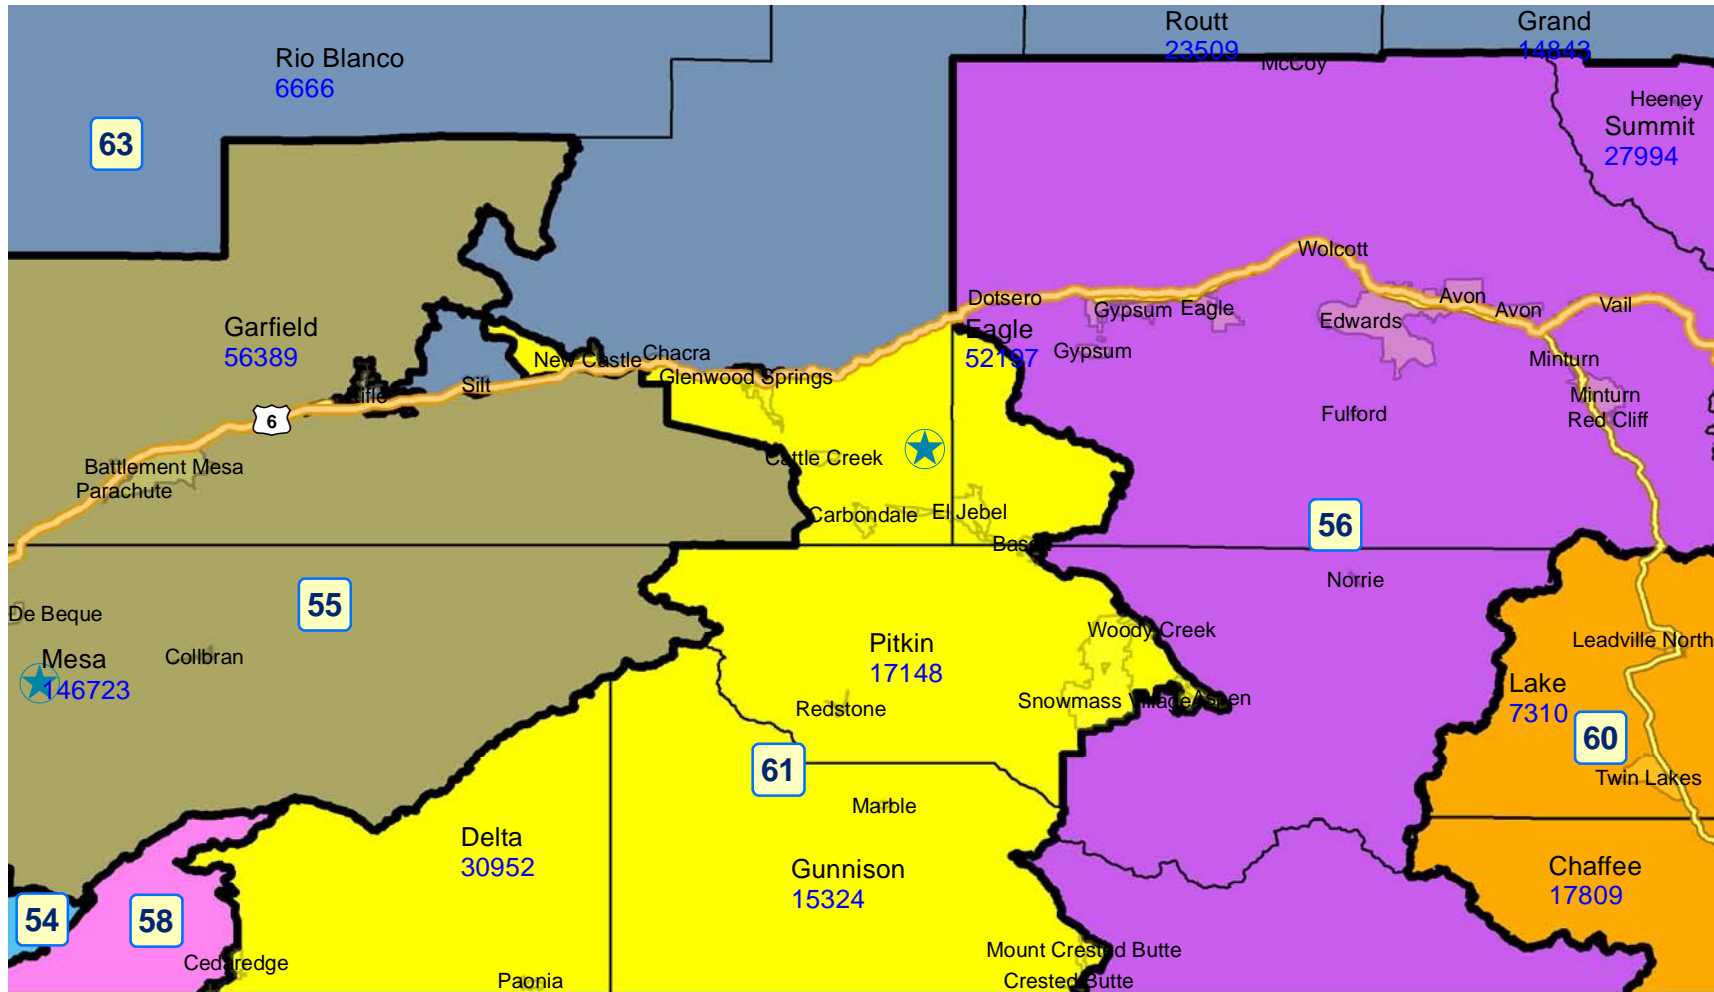 Routt
23509
Grand
14843
Rio Blanco
6666
McCoy
Heeney
Summit
27994
63
Wolcott
Dotsero
Gypsum
Eagle
Avon
Avon
Vail
Garfield
56389
Eagle
52197
Edwards
Gypsum
New Castle
Chacra
Glenwood Springs
Minturn
Silt
Rifle
Minturn
Red Cliff
Fulford
6
Battlement Mesa
Parachute
Cattle Creek
Carbondale
El Jebel
56
Basalt
Norrie
55
De Beque
Collbran
Mesa
146723
Woody Creek
Pitkin
17148
Leadville North
Snowmass Village
Aspen
Redstone
Lake
7310
60
61
Twin Lakes
Marble
Delta
30952
Gunnison
15324
Chaffee
17809
54
58
Cedaredge
Mount Crested Butte
Paonia
Crested Butte